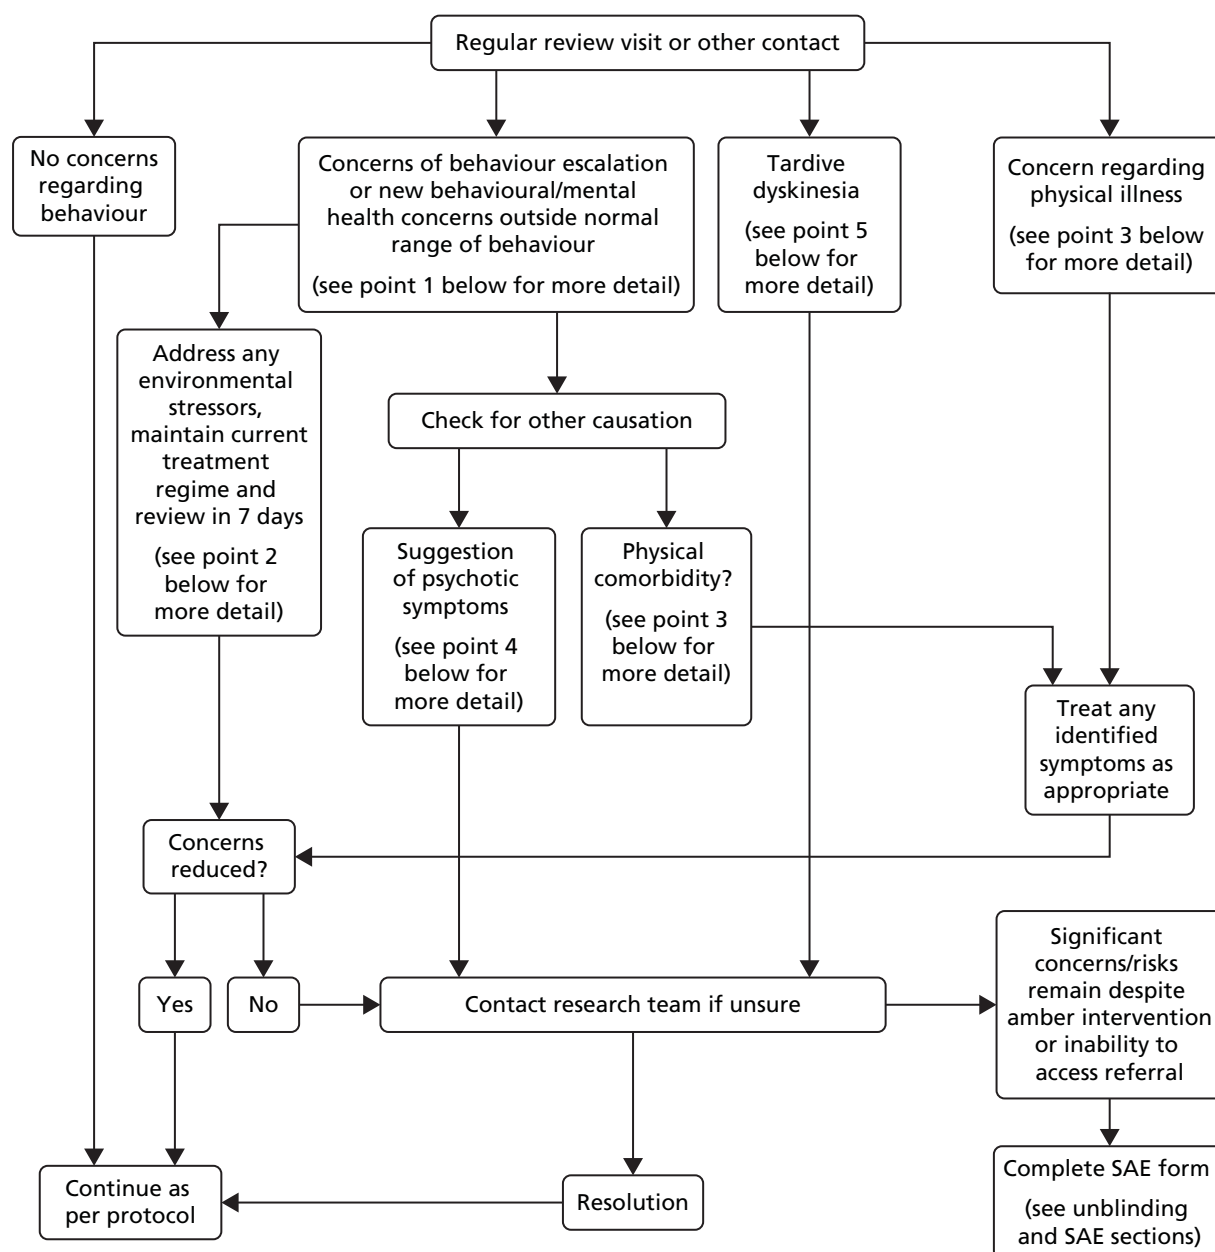 Regular review visit or other contact
No concerns
regarding
behaviour
Concerns of behaviour escalation
or new behavioural/mental
health concerns outside normal
range of behaviour
(see point 1 below for more detail)
Tardive
dyskinesia
(see point 5
below for
more detail)
Concern regarding
physical illness
(see point 3 below
for more detail)
Address any
environmental
stressors,
maintain current
treatment
regime and
review in 7 days
(see point 2
below for
more detail)
Check for other causation
Suggestion
of psychotic
symptoms
(see point 4
below for
more detail)
Physical
comorbidity?
(see point 3
below for
more detail)
Treat any
identified
symptoms as
appropriate
Concerns
reduced?
Yes
No
Contact research team if unsure
Significant
concerns/risks
remain despite
amber intervention
or inability to
access referral
Continue as
per protocol
Resolution
Complete SAE form
(see unblinding
and SAE sections)